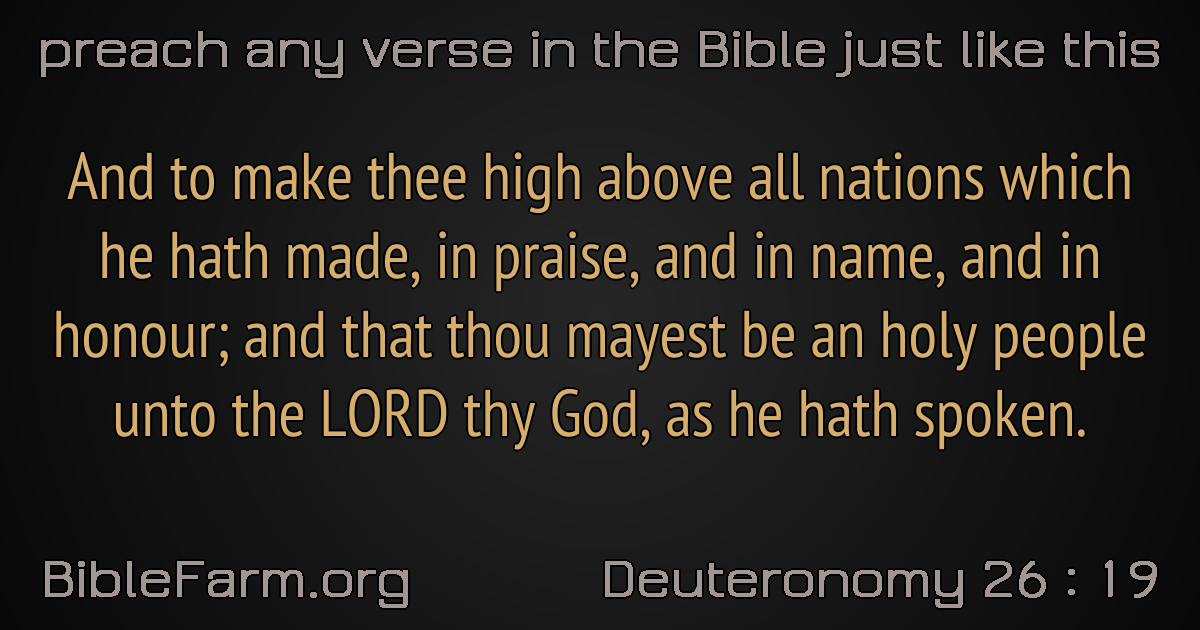 preach any verse in the Bible just like this
And to make thee high above all nations which
he hath made, in praise, and in name, and in
honour; and that thou mayest be an holy people
unto the LORD thy God, as he hath spoken.
BibleFarm.org
Deuteronomy 26 : 19